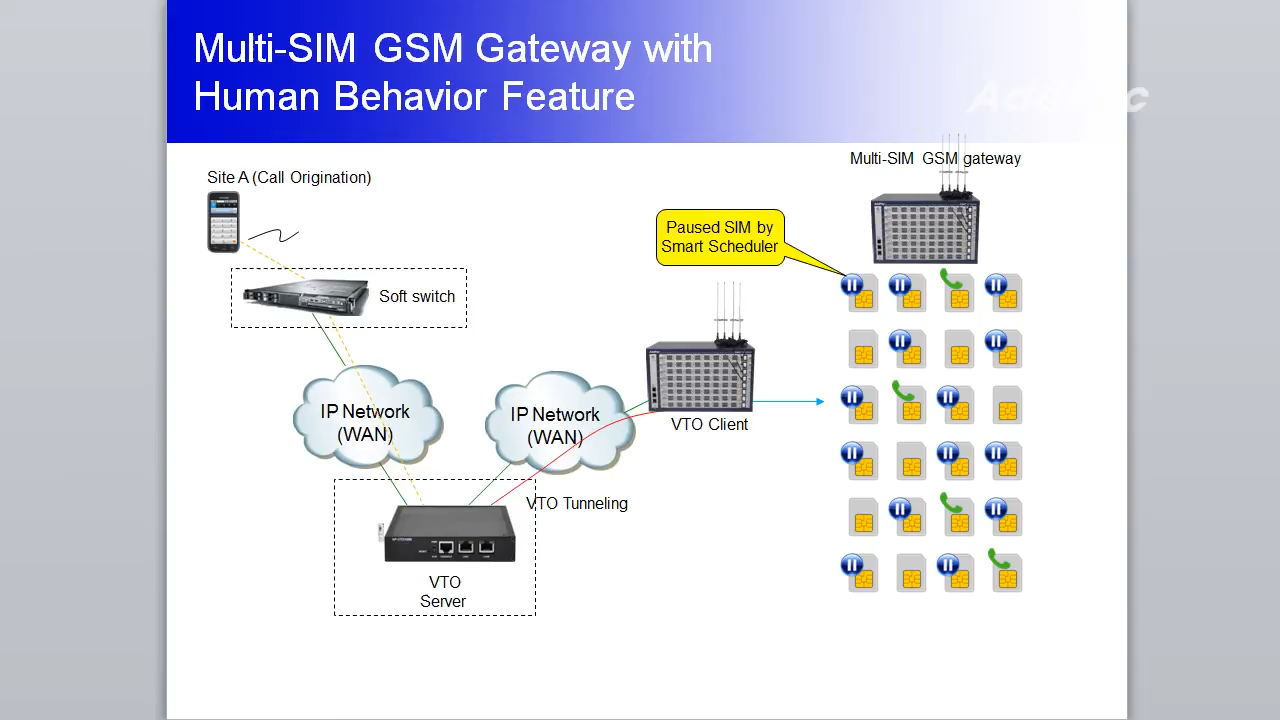 Multi-SIM GSM Gateway with
Human Behavior Feature
Multi-SIM GSM gateway
Site A (Call Origination)
Paused SIM by
Smart Scheduler
Soft switch
IP Network
(WAN)
IP Network
(WAN)
VTO Client
VTO Tunneling
VTO
Server